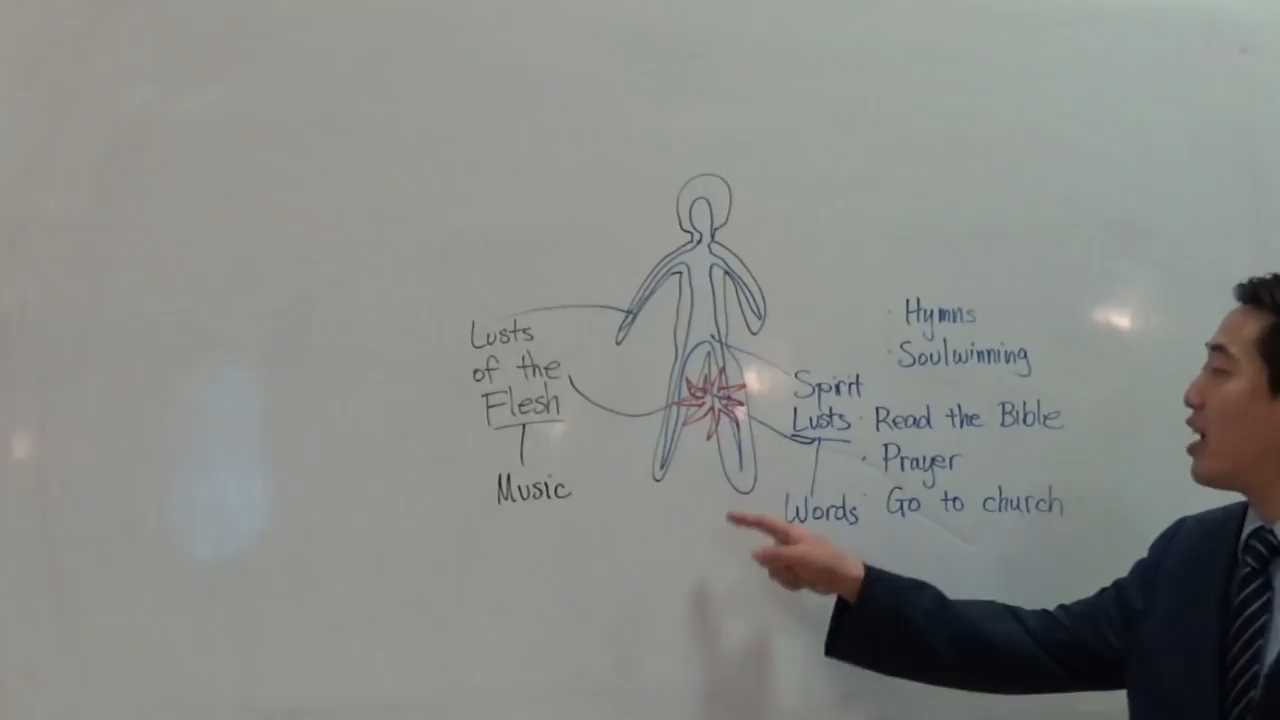 Lusts
of the
Flesh
Music
· Hymns
· Soulwinning
Spirit
Lusts
· Read the Bible
· Prayer
Words
· Go to church